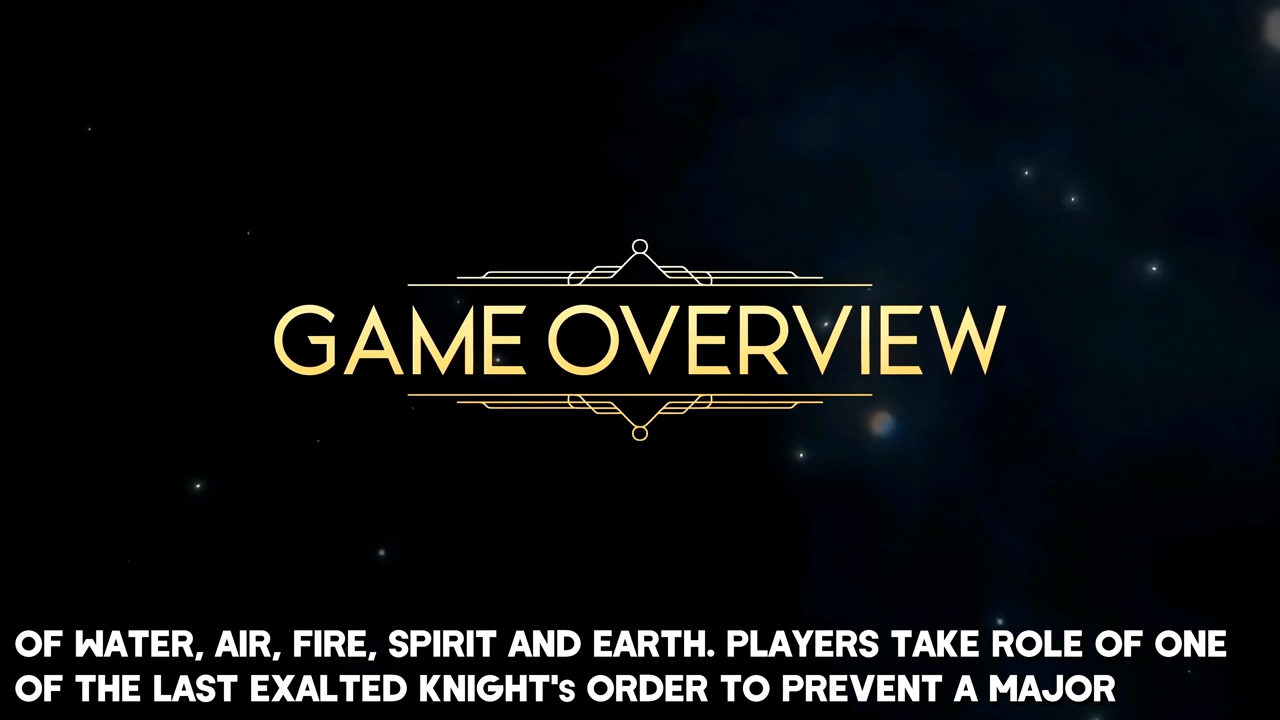 GAME OVERVIEW
OF WATER, AIR, FIRE, SPIRIT AND EARTH. PLAYERS TAKE ROLE OF ONE
OF THE LAST EXALTED KNIGHT's ORDER TO PREVENT A MAJOR